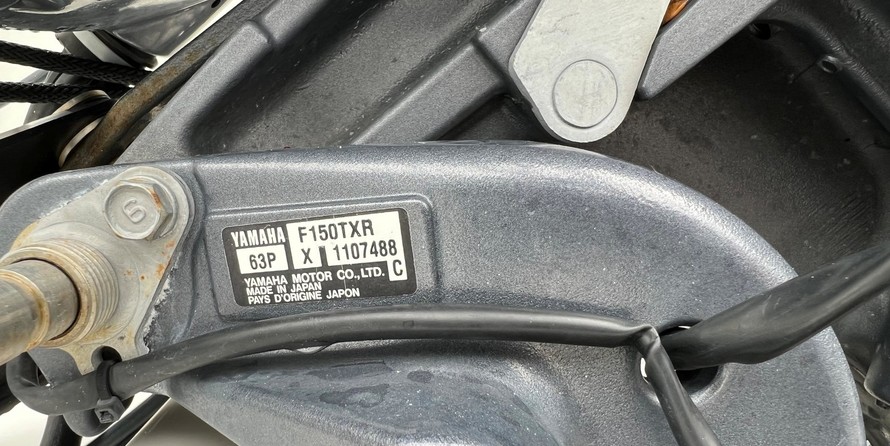 YAMAHA F150TXR
63P X 1107488
C
YAMAHA MOTOR CO.,LTD.
MADE IN JAPAN
PAYS D'ORIGINE JAPON
6